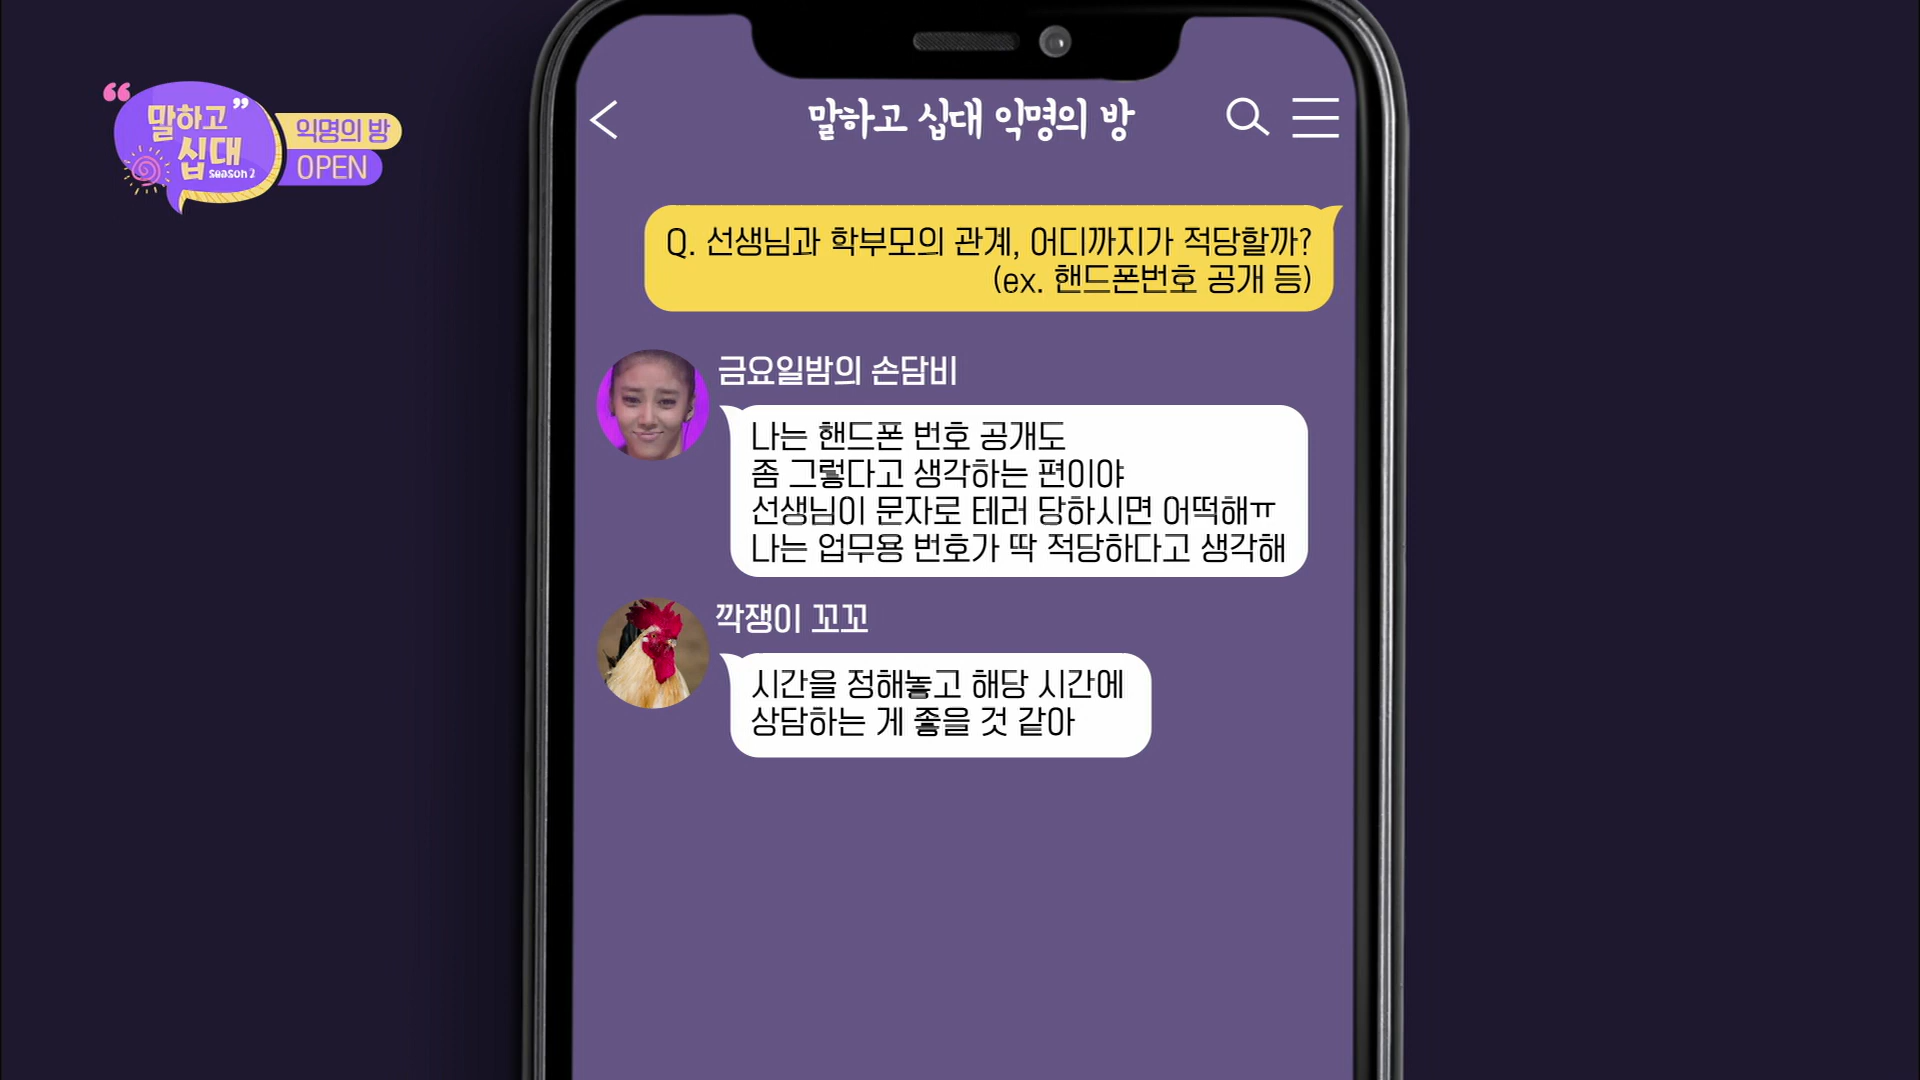 “말하고”
십대
season 2
익명의 방
OPEN
말하고 십대 익명의 방
Q. 선생님과 학부모의 관계, 어디까지가 적당할까?
(ex. 핸드폰번호 공개 등)
금요일밤의 손담비
나는 핸드폰 번호 공개도
좀 그렇다고 생각하는 편이야
선생님이 문자로 테러 당하시면 어떡해ㅠ
나는 업무용 번호가 딱 적당하다고 생각해
깍쟁이 꼬꼬
시간을 정해놓고 해당 시간에
상담하는 게 좋을 것 같아